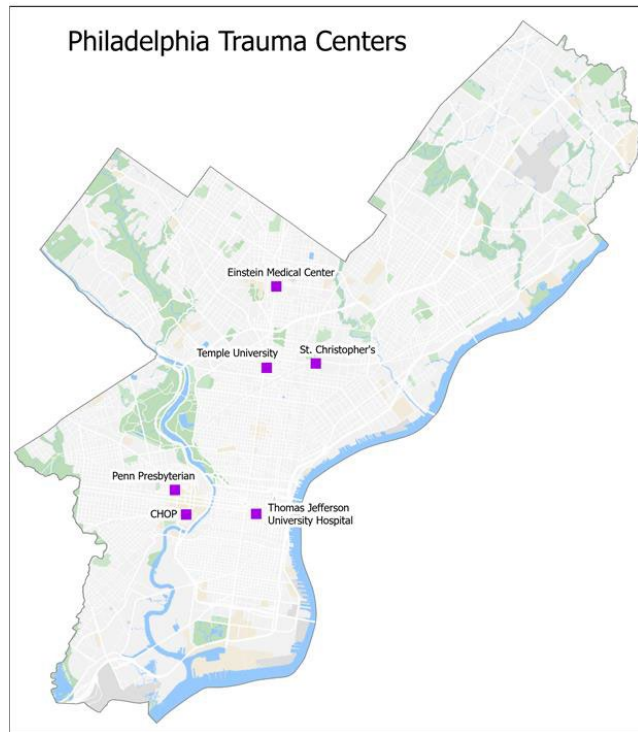 Philadelphia Trauma Centers
Einstein Medical Center
Temple University
St. Christopher's
Penn Presbyterian
CHOP
Thomas Jefferson
University Hospital